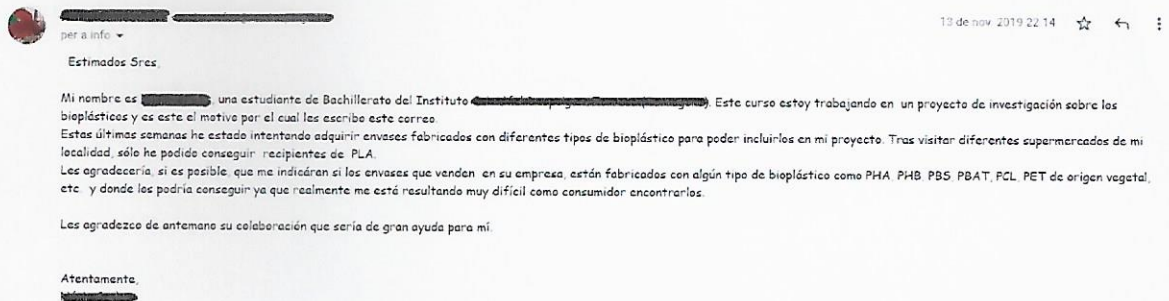 13 de nov. 2019 22:14
per a info
Estimados Sres,
Mi nombre es, una estudiante de Bachillerato del Instituto. Este curso estoy trabajando en un proyecto de investigación sobre los
bioplásticos y es este el motivo por el cual les escribo este correo.
Estas últimas semanas he estado intentando adquirir envases fabricados con diferentes tipos de bioplástico para poder incluirlos en mi proyecto. Tras visitar diferentes supermercados de mi
localidad, sólo he podido conseguir recipientes de PLA.
Les agradecería, si es posible, que me indicáran si los envases que venden en su empresa, están fabricados con algún tipo de bioplástico como PHA, PHB, PBS, PBAT, PCL, PET de origen vegetal,
etc. y donde los podría conseguir ya que realmente me está resultando muy difícil como consumidor encontrarlos.
Les agradezco de antemano su colaboración que sería de gran ayuda para mí.
Atentamente,